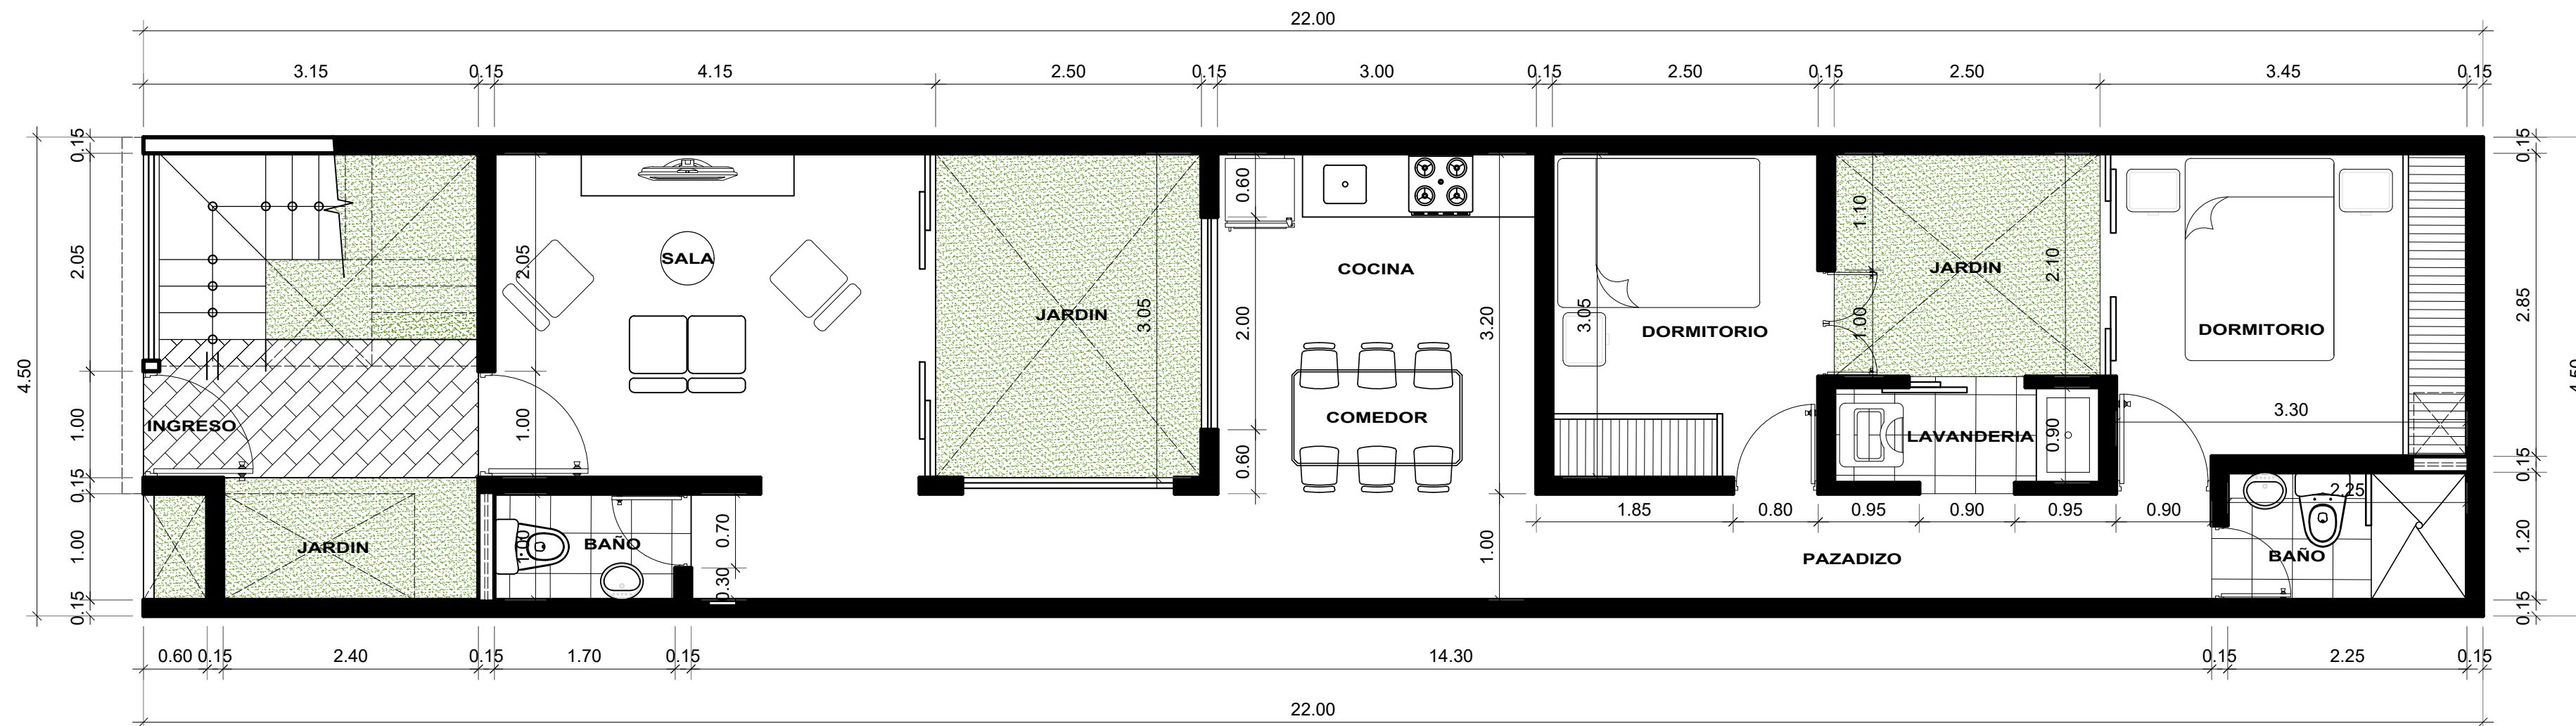 22.00
3.15 0.15 4.15 2.50 0.15 3.00 0.15 2.50 0.15 2.50 3.45 0.15
0.15 0.15
0.60
1.10
2.05 2.05 SALA COCINA JARDIN 2.10
JARDIN 3.05 2.00 3.20 3.05 DORMITORIO 1.00 DORMITORIO 2.85
4.50 4.50
INGRESO 1.00 1.00 COMEDOR 3.30
LAVANDERIA 0.90
0.15 0.60 0.15
2.25
1.85 0.80 0.95 0.90 0.95 0.90
1.00 JARDIN 1.00 BAÑO 0.70 1.00 PAZADIZO BAÑO 1.20
0.30
0.15 0.15
0.60 0.15 2.40 0.15 1.70 0.15 14.30 0.15 2.25 0.15
22.00